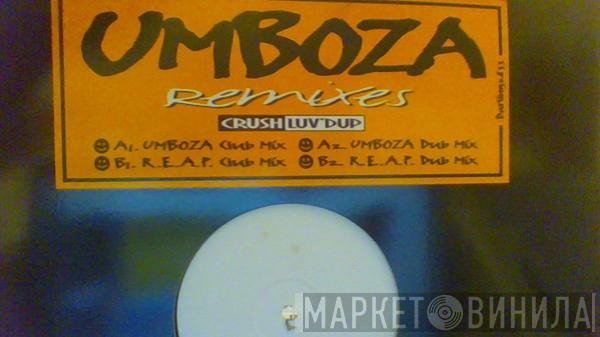 UMBOZA
Remixes
CRUSH LUV DUP
A1. UMBOZA Club Mix A2. UMBOZA Dub Mix
B1. R.E.A.P. Club Mix B2. R.E.A.P. Dub Mix
МАРКЕТ ВИНИЛА